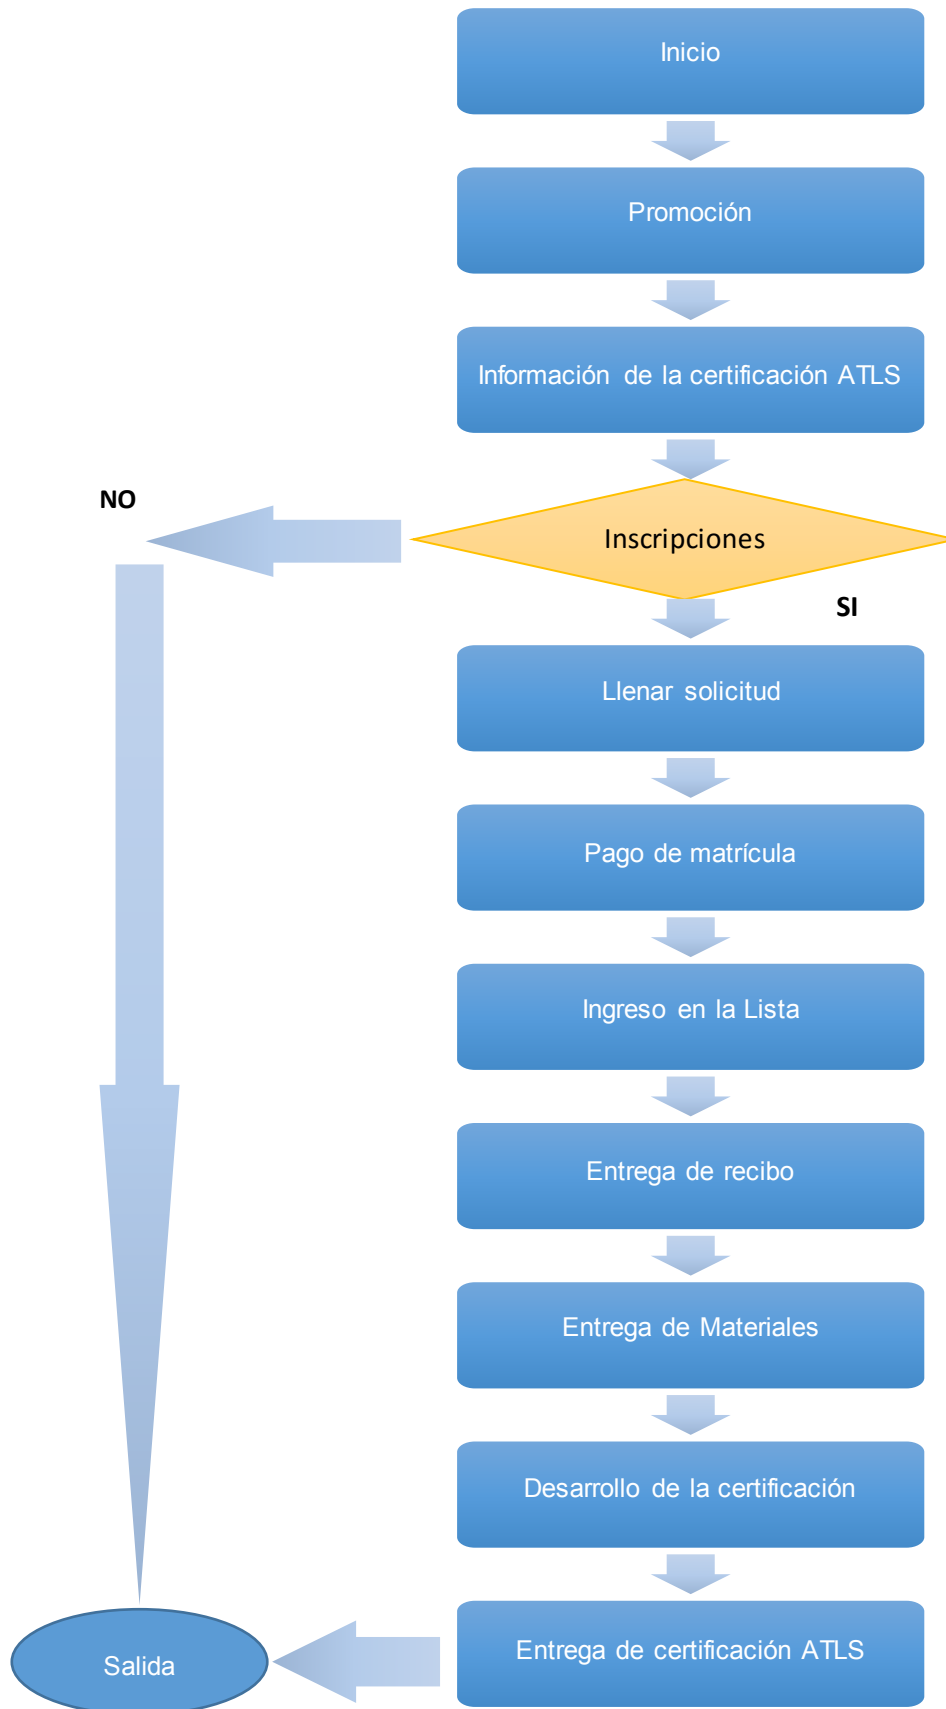 Inicio
Promoción
Información de la certificación ATLS
NO
Inscripciones
SI
Llenar solicitud
Pago de matrícula
Ingreso en la Lista
Entrega de recibo
Entrega de Materiales
Desarrollo de la certificación
Entrega de certificación ATLS
Salida